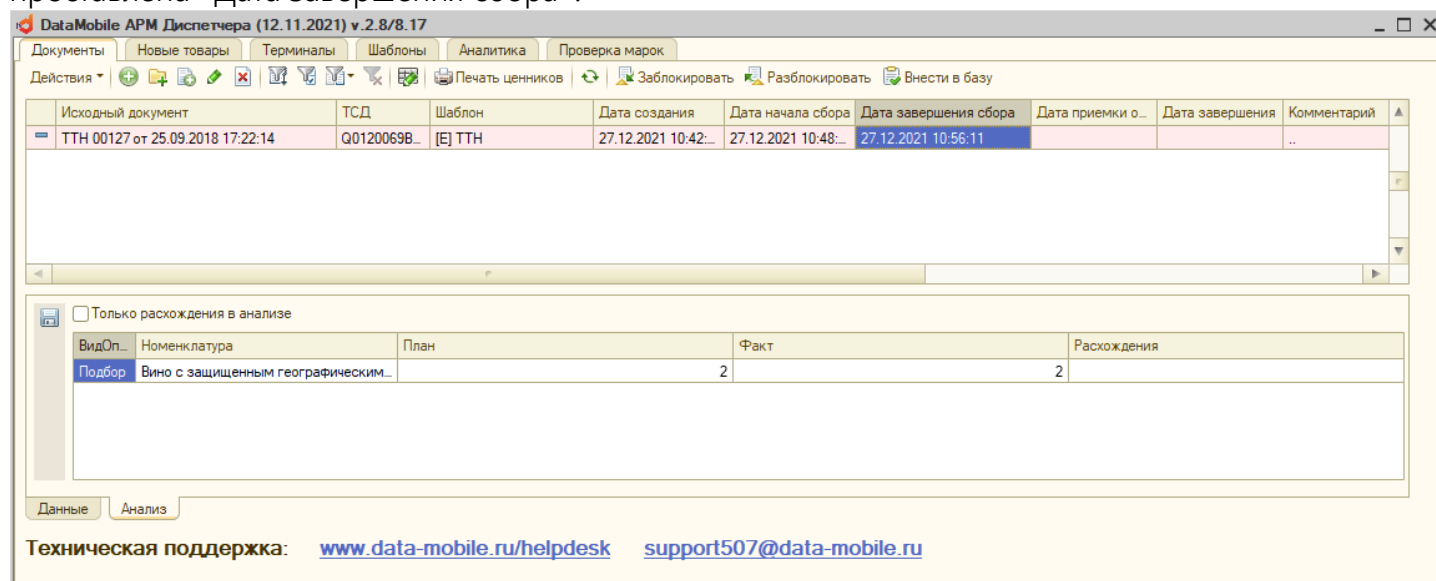 DataMobile АРМ Диспетчера (12.11.2021) v.2.8/8.17
Документы Новые товары Терминалы Шаблоны Аналитика Проверка марок
Действия Печать ценников Заблокировать Разблокировать Внести в базу
Исходный документ ТСД Шаблон Дата создания Дата начала сбора Дата завершения сбора Дата приемки о... Дата завершения Комментарий
ТТН 00127 от 25.09.2018 17:22:14 Q0120069B... [E] ТТН 27.12.2021 10:42:... 27.12.2021 10:48:... 27.12.2021 10:56:11 ..
Только расхождения в анализе
ВидОп... Номенклатура План Факт Расхождения
Подбор Вино с защищенным географическим... 2 2
Данные Анализ
Техническая поддержка: www.data-mobile.ru/helpdesk support507@data-mobile.ru